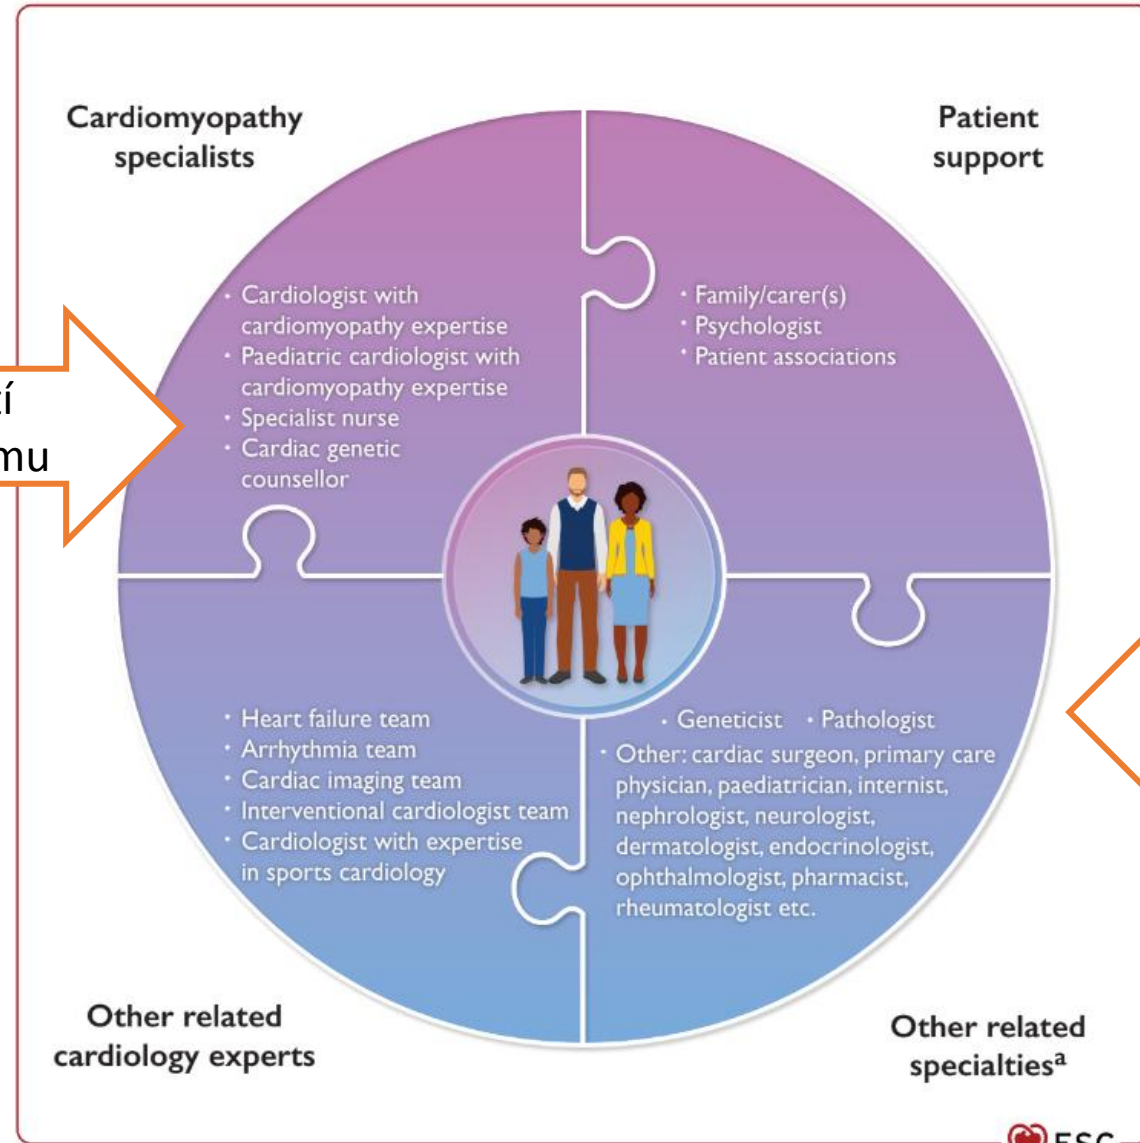 Cardiomyopathy
specialists
Patient
support
· Cardiologist with
cardiomyopathy expertise
· Paediatric cardiologist with
cardiomyopathy expertise
· Specialist nurse
· Cardiac genetic
counsellor
· Family/carer(s)
· Psychologist
· Patient associations
· Heart failure team
· Arrhythmia team
· Cardiac imaging team
· Interventional cardiologist team
· Cardiologist with expertise
in sports cardiology
· Geneticist · Pathologist
· Other: cardiac surgeon, primary care
physician, paediatrician, internist,
nephrologist, neurologist,
dermatologist, endocrinologist,
ophthalmologist, pharmacist,
rheumatologist etc.
Other related
cardiology experts
Other related
specialtiesᵃ
ESC